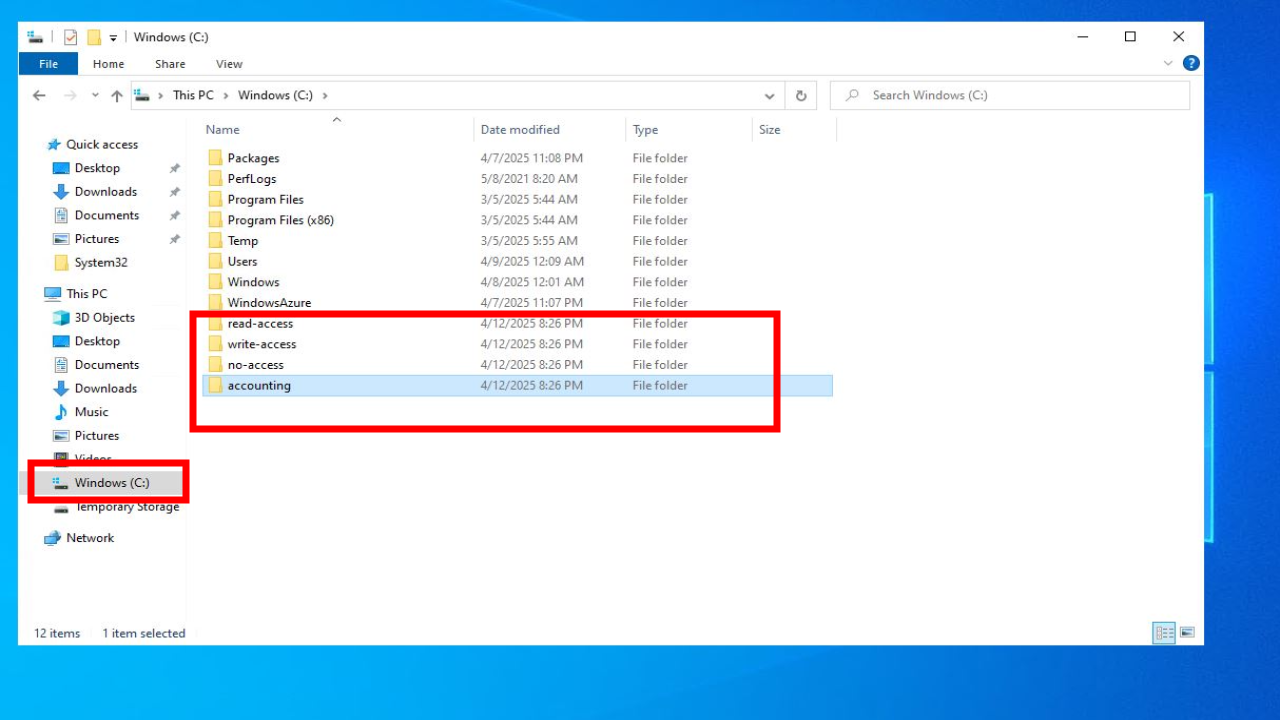 Windows (C:)
File Home Share View
This PC > Windows (C:) >
Search Windows (C:)
Name Date modified Type Size
Quick access
Desktop
Downloads
Documents
Pictures
System32
This PC
3D Objects
Desktop
Documents
Downloads
Music
Pictures
Videos
Windows (C:)
Temporary Storage
Network
Packages 4/7/2025 11:08 PM File folder
PerfLogs 5/8/2021 8:20 AM File folder
Program Files 3/5/2025 5:44 AM File folder
Program Files (x86) 3/5/2025 5:44 AM File folder
Temp 3/5/2025 5:55 AM File folder
Users 4/9/2025 12:09 AM File folder
Windows 4/8/2025 12:01 AM File folder
WindowsAzure 4/7/2025 11:07 PM File folder
read-access 4/12/2025 8:26 PM File folder
write-access 4/12/2025 8:26 PM File folder
no-access 4/12/2025 8:26 PM File folder
accounting 4/12/2025 8:26 PM File folder
12 items 1 item selected